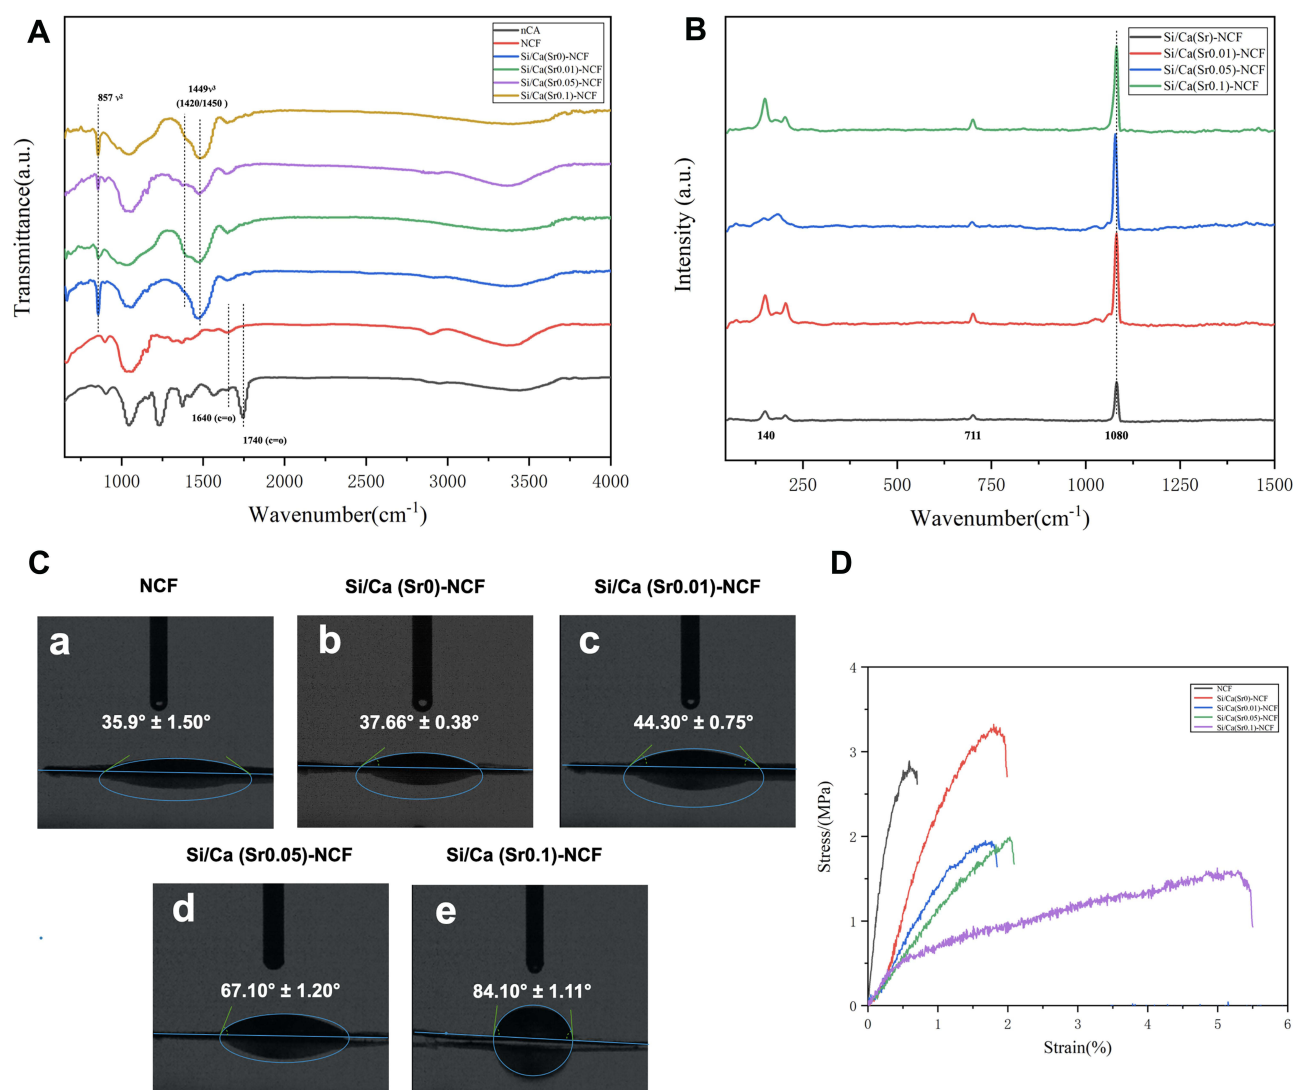 A
nCA
NCF
Si/Ca(Sr0)-NCF
Si/Ca(Sr0.01)-NCF
Si/Ca(Sr0.05)-NCF
Si/Ca(Sr0.1)-NCF
857 ν²
1449ν³
(1420/1450 )
1640 (c=o)
1740 (c=o)
Transmittance(a.u.)
1000 1500 2000 2500 3000 3500 4000
Wavenumber(cm⁻¹)
B
Si/Ca(Sr)-NCF
Si/Ca(Sr0.01)-NCF
Si/Ca(Sr0.05)-NCF
Si/Ca(Sr0.1)-NCF
Intensity (a.u.)
140 711 1080
250 500 750 1000 1250 1500
Wavenumber(cm⁻¹)
C
NCF
Si/Ca (Sr0)-NCF
Si/Ca (Sr0.01)-NCF
a
35.9° ± 1.50°
b
37.66° ± 0.38°
c
44.30° ± 0.75°
Si/Ca (Sr0.05)-NCF
Si/Ca (Sr0.1)-NCF
d
67.10° ± 1.20°
e
84.10° ± 1.11°
D
NCF
Si/Ca(Sr0)-NCF
Si/Ca(Sr0.01)-NCF
Si/Ca(Sr0.05)-NCF
Si/Ca(Sr0.1)-NCF
Stress/(MPa)
4
3
2
1
0
0 1 2 3 4 5 6
Strain(%)